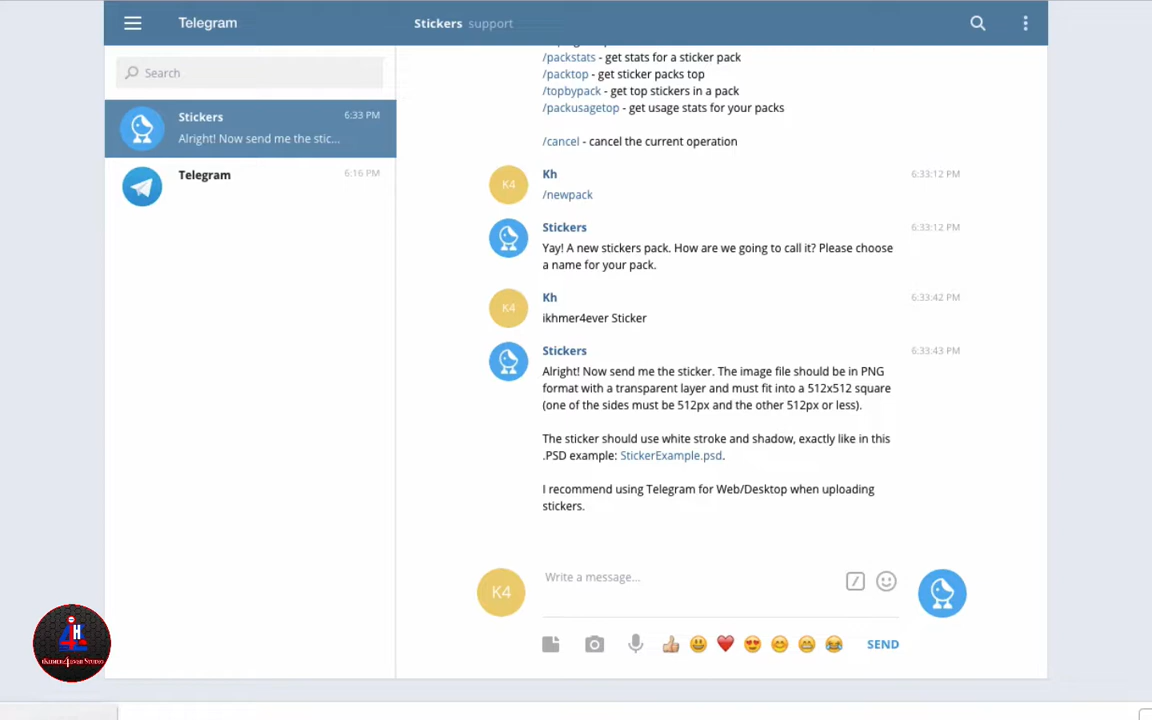 Telegram
Stickers support
Search
Stickers 6:33 PM
Alright! Now send me the stic...
Telegram 6:16 PM
/packstats - get stats for a sticker pack
/packtop - get sticker packs top
/topbypack - get top stickers in a pack
/packusagetop - get usage stats for your packs
/cancel - cancel the current operation
K4
Kh 6:33:12 PM
/newpack
Stickers 6:33:12 PM
Yay! A new stickers pack. How are we going to call it? Please choose
a name for your pack.
K4
Kh 6:33:42 PM
ikhmer4ever Sticker
Stickers 6:33:43 PM
Alright! Now send me the sticker. The image file should be in PNG
format with a transparent layer and must fit into a 512x512 square
(one of the sides must be 512px and the other 512px or less).
The sticker should use white stroke and shadow, exactly like in this
.PSD example: StickerExample.psd.
I recommend using Telegram for Web/Desktop when uploading
stickers.
K4
Write a message...
SEND
4H
iKhmer4Ever Studio